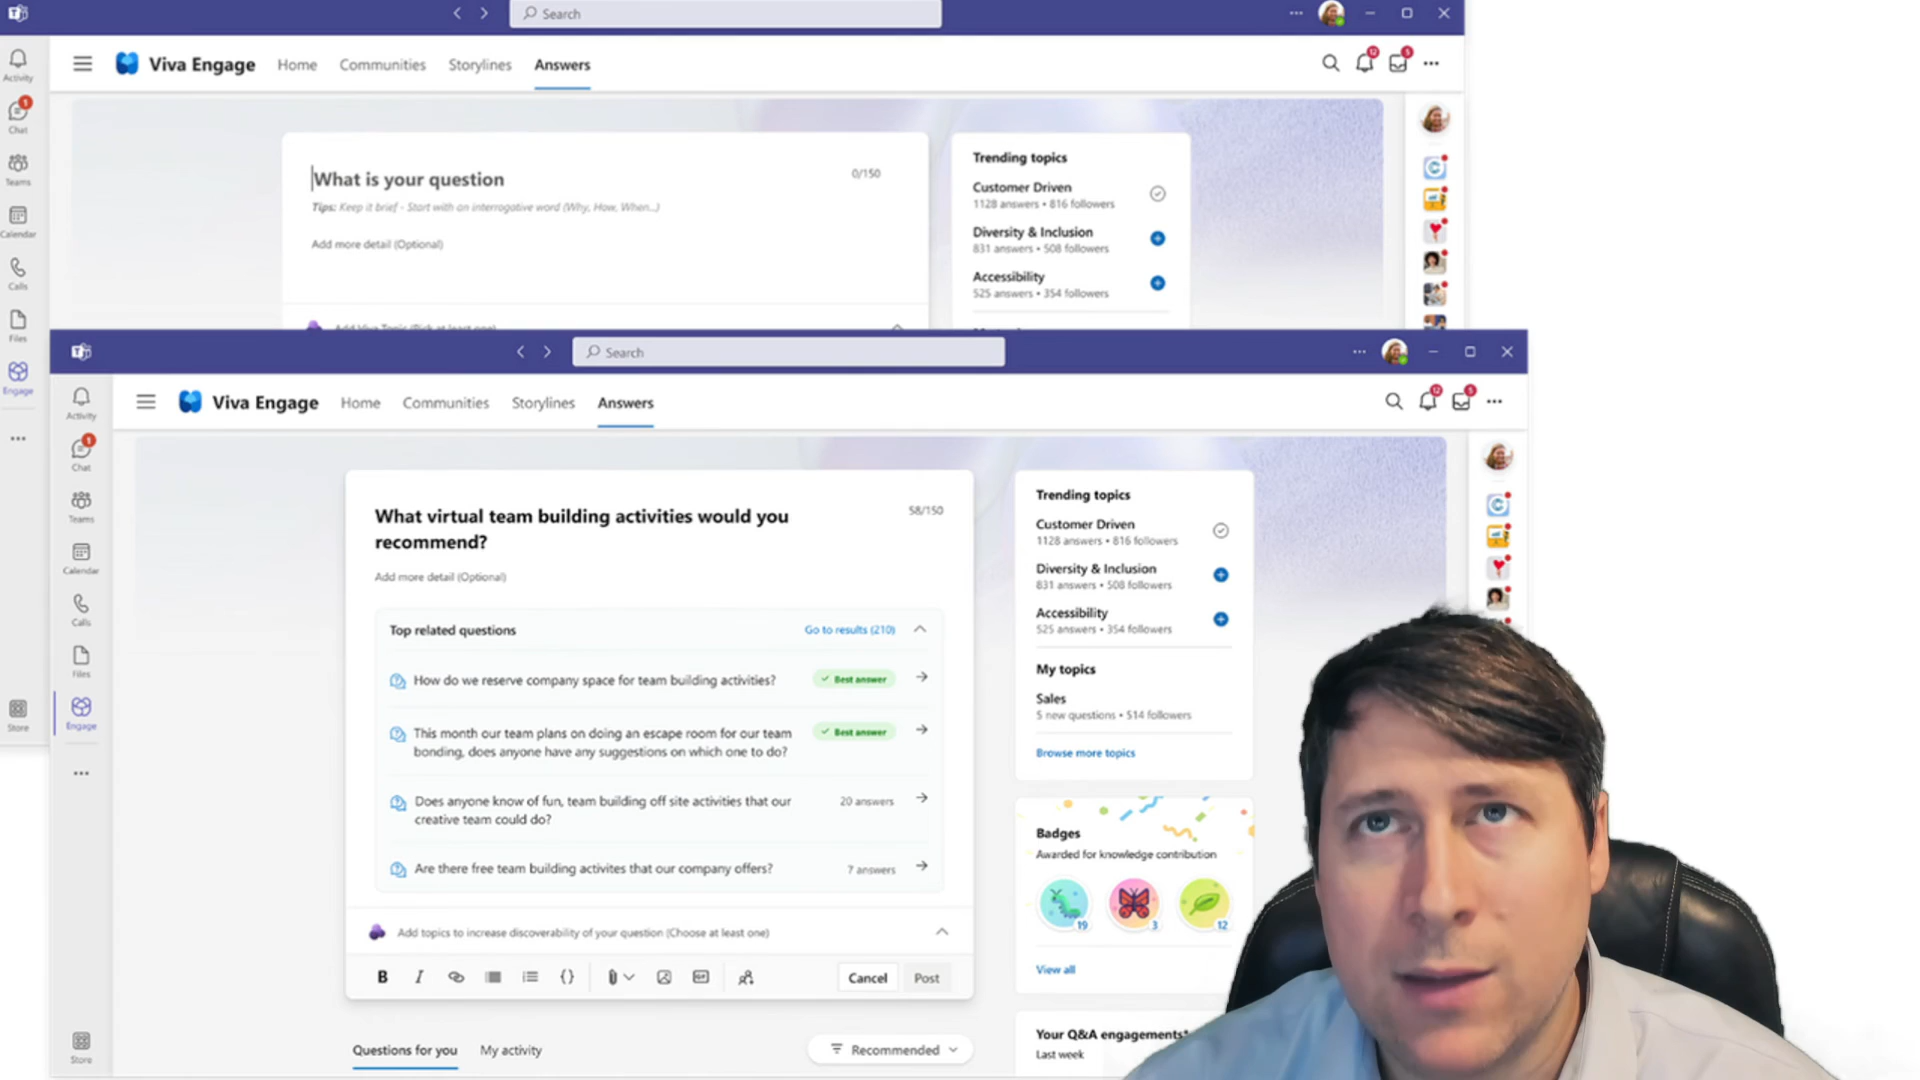 Search
Activity
Chat
1
Teams
Calendar
Calls
Files
Engage
Store
Viva Engage
Home
Communities
Storylines
Answers
12
5
What is your question
0/150
Tips: Keep it brief - Start with an interrogative word (Why, How, When...)
Add more detail (Optional)
Trending topics
Customer Driven
1128 answers • 816 followers
Diversity & Inclusion
831 answers • 508 followers
Accessibility
525 answers • 354 followers
Search
Activity
Chat
1
Teams
Calendar
Calls
Files
Engage
Store
Viva Engage
Home
Communities
Storylines
Answers
12
5
What virtual team building activities would you
recommend?
58/150
Add more detail (Optional)
Top related questions
Go to results (210)
How do we reserve company space for team building activities?
Best answer
This month our team plans on doing an escape room for our team
bonding, does anyone have any suggestions on which one to do?
Best answer
Does anyone know of fun, team building off site activities that our
creative team could do?
20 answers
Are there free team building activites that our company offers?
7 answers
Add topics to increase discoverability of your question (Choose at least one)
B
I
{}
GIF
Cancel
Post
Questions for you
My activity
Recommended
Trending topics
Customer Driven
1128 answers • 816 followers
Diversity & Inclusion
831 answers • 508 followers
Accessibility
525 answers • 354 followers
My topics
Sales
5 new questions • 514 followers
Browse more topics
Badges
Awarded for knowledge contribution
19
3
12
View all
Your Q&A engagements*
Last week